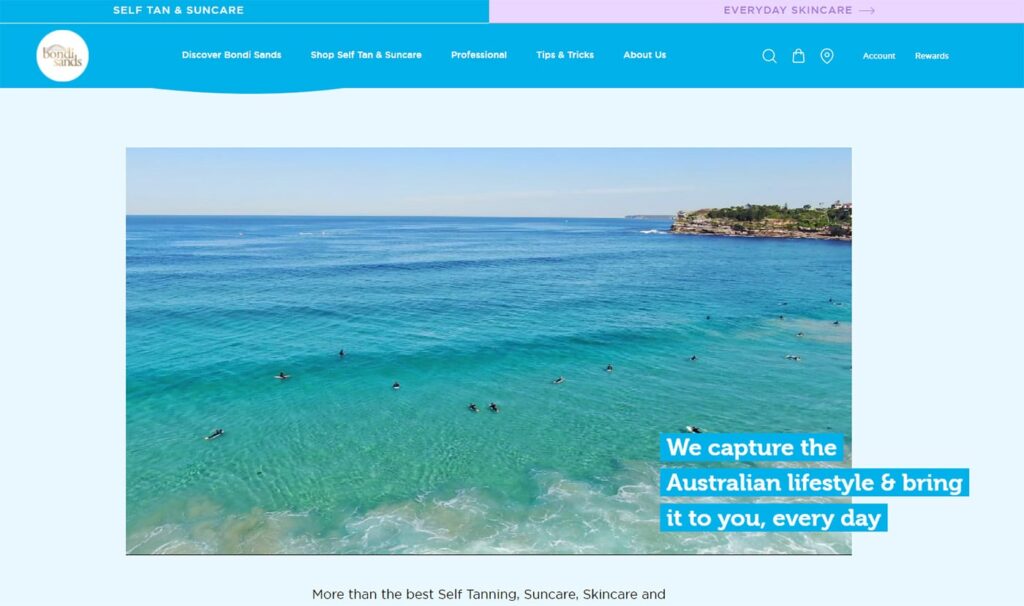 SELF TAN & SUNCARE
EVERYDAY SKINCARE
Bondi
Sands
Discover Bondi Sands
Shop Self Tan & Suncare
Professional
Tips & Tricks
About Us
Account
Rewards
We capture the
Australian lifestyle & bring
it to you, every day
More than the best Self Tanning, Suncare, Skincare and